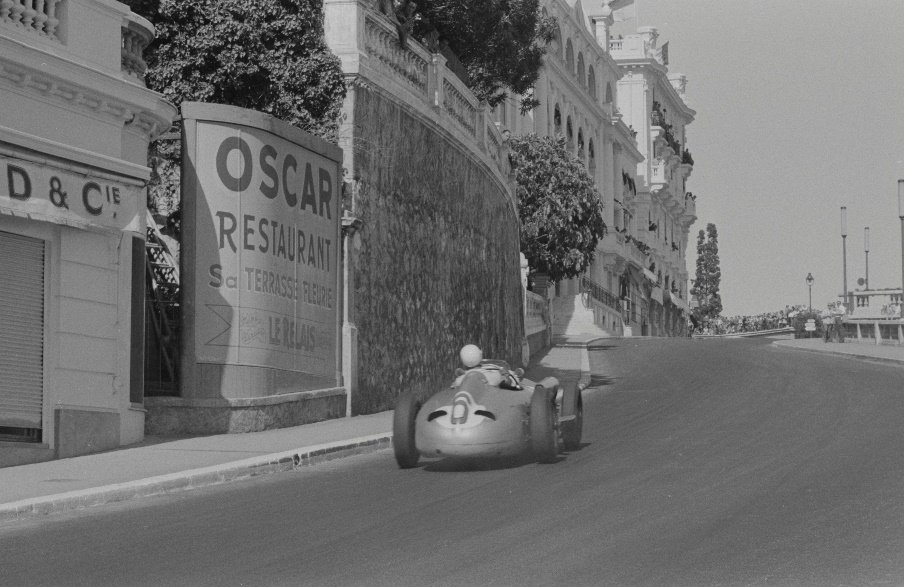 D & CIE
OSCAR
RESTAURANT
Sa TERRASSE FLEURIE
LE RELAIS